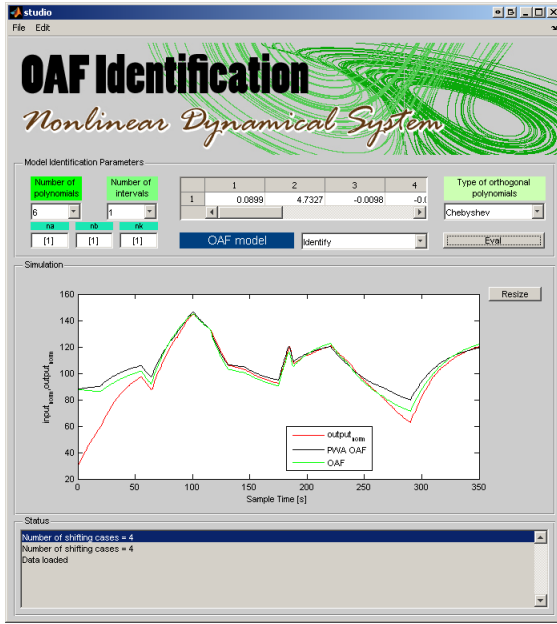 studio
File Edit
OAF Identification
Nonlinear Dynamical System
Model Identification Parameters
Number of polynomials
Number of intervals
6
1
na nb nk
[1] [1] [1]
1 2 3 4
1 0.0899 4.7327 -0.0098
OAF model
Identify
Type of orthogonal polynomials
Chebyshev
Eval
Simulation
Resize
160
140
120
100
80
60
40
20
input_norm,output_norm
0 50 100 150 200 250 300 350
Sample Time [s]
output_norm
PWA OAF
OAF
Status
Number of shifting cases = 4
Number of shifting cases = 4
Data loaded